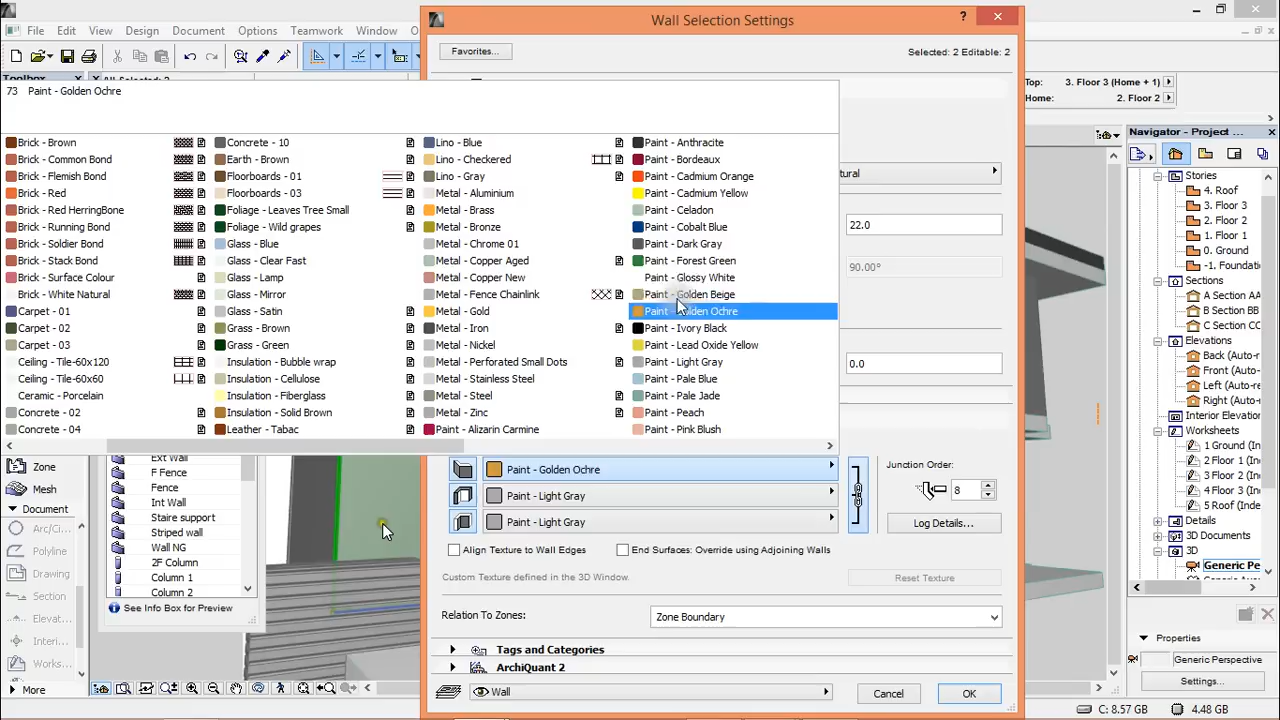 Wall Selection Settings
?
File Edit View Design Document Options Teamwork Window
Favorites...
Selected: 2 Editable: 2
Toolbox
73 Paint - Golden Ochre
Top: 3. Floor 3 (Home + 1)
Home: 2. Floor 2
Navigator - Project ...
Brick - Brown
Brick - Common Bond
Brick - Flemish Bond
Brick - Red
Brick - Red HerringBone
Brick - Running Bond
Brick - Soldier Bond
Brick - Stack Bond
Brick - Surface Colour
Brick - White Natural
Carpet - 01
Carpet - 02
Carpet - 03
Ceiling - Tile-60x120
Ceiling - Tile-60x60
Ceramic - Porcelain
Concrete - 02
Concrete - 04
Concrete - 10
Earth - Brown
Floorboards - 01
Floorboards - 03
Foliage - Leaves Tree Small
Foliage - Wild grapes
Glass - Blue
Glass - Clear Fast
Glass - Lamp
Glass - Mirror
Glass - Satin
Grass - Brown
Grass - Green
Insulation - Bubble wrap
Insulation - Cellulose
Insulation - Fiberglass
Insulation - Solid Brown
Leather - Tabac
Lino - Blue
Lino - Checkered
Lino - Gray
Metal - Aluminium
Metal - Brass
Metal - Bronze
Metal - Chrome 01
Metal - Copper Aged
Metal - Copper New
Metal - Fence Chainlink
Metal - Gold
Metal - Iron
Metal - Nickel
Metal - Perforated Small Dots
Metal - Stainless Steel
Metal - Steel
Metal - Zinc
Paint - Alizarin Carmine
Paint - Anthracite
Paint - Bordeaux
Paint - Cadmium Orange
Paint - Cadmium Yellow
Paint - Celadon
Paint - Cobalt Blue
Paint - Dark Gray
Paint - Forest Green
Paint - Glossy White
Paint - Golden Beige
Paint - Golden Ochre
Paint - Ivory Black
Paint - Lead Oxide Yellow
Paint - Light Gray
Paint - Pale Blue
Paint - Pale Jade
Paint - Peach
Paint - Pink Blush
tural
22.0
90.00°
0.0
Stories
4. Roof
3. Floor 3
2. Floor 2
1. Floor 1
0. Ground
-1. Foundatio
Sections
A Section AA
B Section BB
C Section CC
Elevations
Back (Auto-r
Front (Auto-
Left (Auto-re
Right (Auto-
Interior Elevation
Worksheets
1 Ground (In
2 Floor 1 (Ind
3 Floor 2 (Ind
4 Floor 3 (Ind
5 Roof (Inde
Details
3D Documents
3D
Generic Pe
Zone
Mesh
Document
Arc/Ci...
Polyline
Drawing
Section
Elevat...
Interi...
Works...
More
Ext Wall
F Fence
Fence
Int Wall
Staire support
Striped wall
Wall NG
2F Column
Column 1
Column 2
See Info Box for Preview
Paint - Golden Ochre
Paint - Light Gray
Paint - Light Gray
Junction Order:
8
Log Details...
Align Texture to Wall Edges
End Surfaces: Override using Adjoining Walls
Custom Texture defined in the 3D Window.
Reset Texture
Relation To Zones:
Zone Boundary
Tags and Categories
ArchiQuant 2
Wall
Cancel
OK
Properties
Generic Perspective
Settings...
C: 8.57 GB
4.48 GB